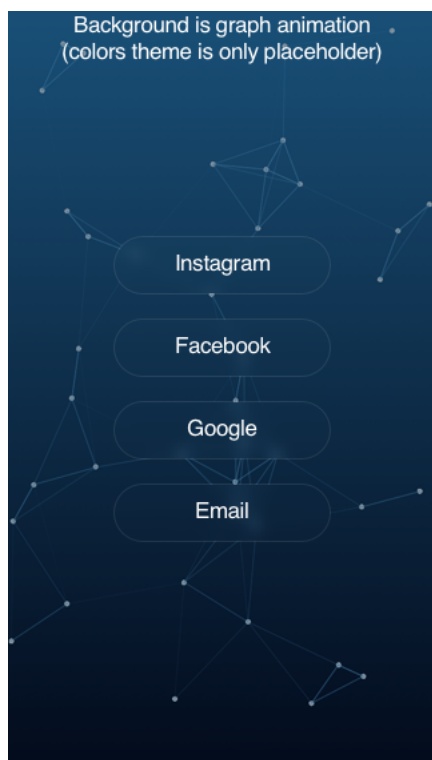 Background is graph animation
(colors theme is only placeholder)
Instagram
Facebook
Google
Email